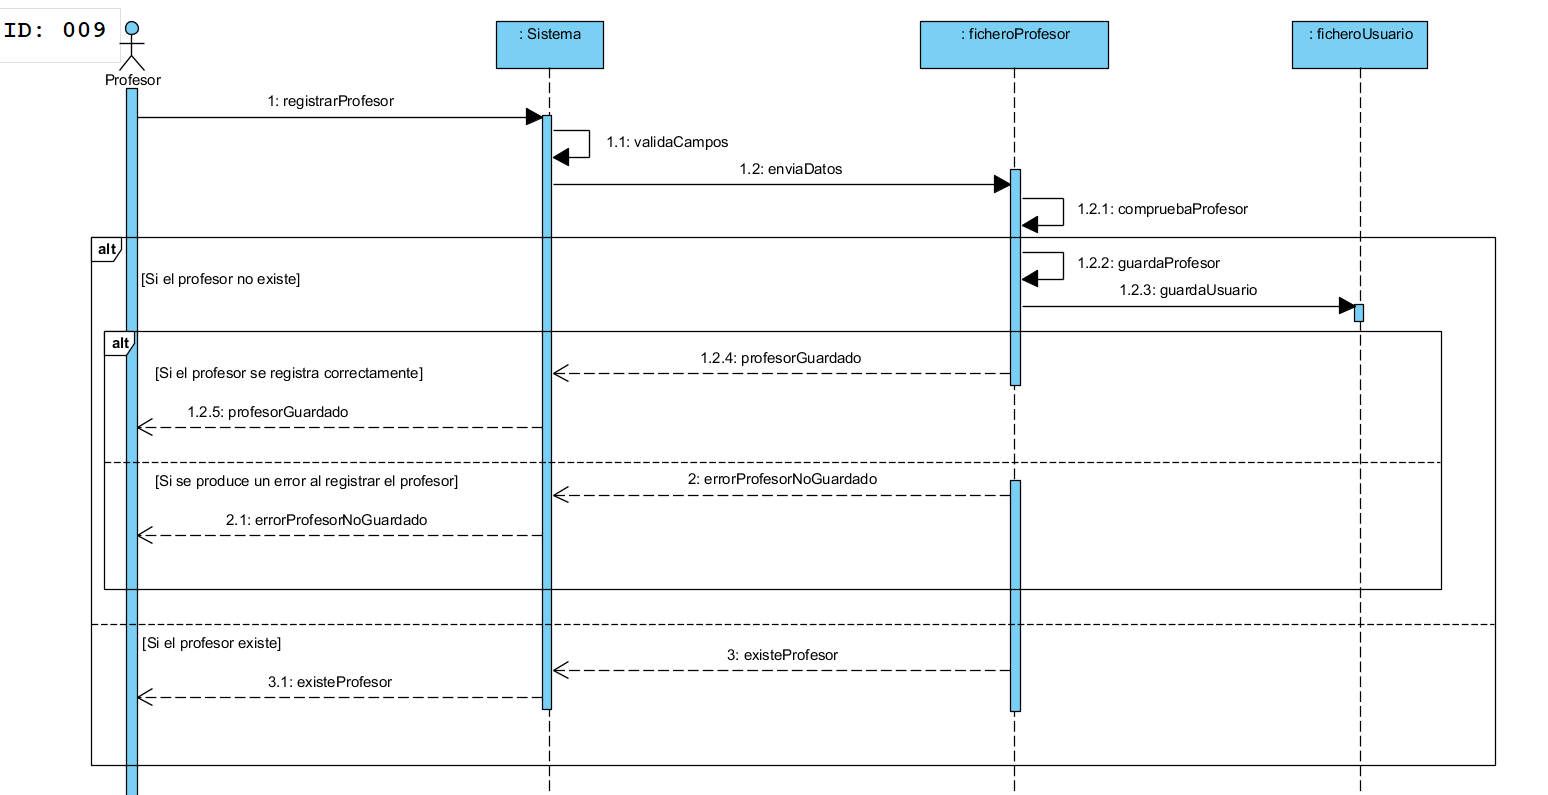 ID: 009
Profesor
: Sistema
: ficheroProfesor
: ficheroUsuario
1: registrarProfesor
1.1: validaCampos
1.2: enviaDatos
1.2.1: compruebaProfesor
alt
[Si el profesor no existe]
1.2.2: guardaProfesor
1.2.3: guardaUsuario
alt
[Si el profesor se registra correctamente]
1.2.4: profesorGuardado
1.2.5: profesorGuardado
[Si se produce un error al registrar el profesor]
2: errorProfesorNoGuardado
2.1: errorProfesorNoGuardado
[Si el profesor existe]
3: existeProfesor
3.1: existeProfesor